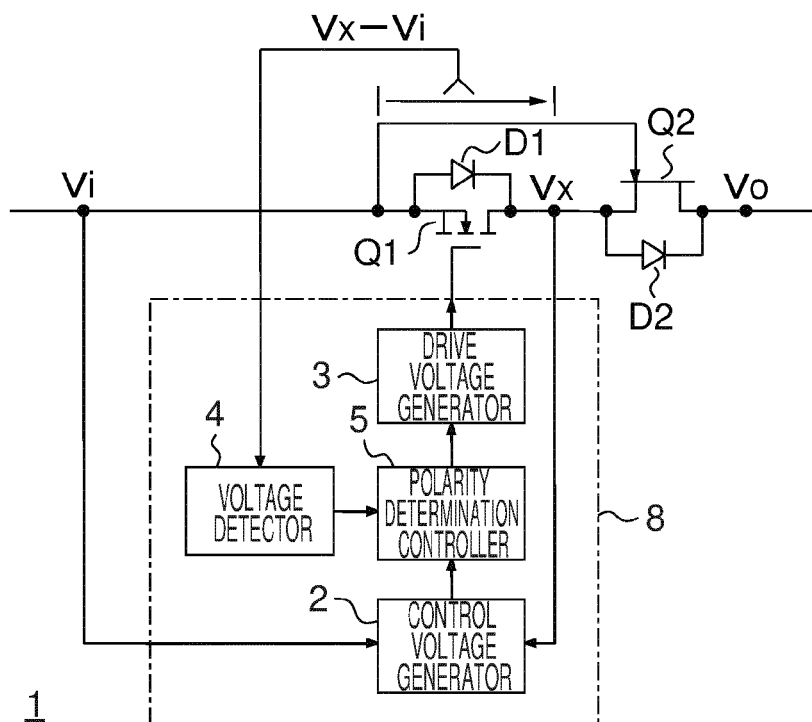 Vx-Vi
Q2
D1
Vi
Vx
Vo
Q1
D2
DRIVE
VOLTAGE
GENERATOR
3
4
5
VOLTAGE
DETECTOR
POLARITY
DETERMINATION
CONTROLLER
8
2
CONTROL
VOLTAGE
GENERATOR
1